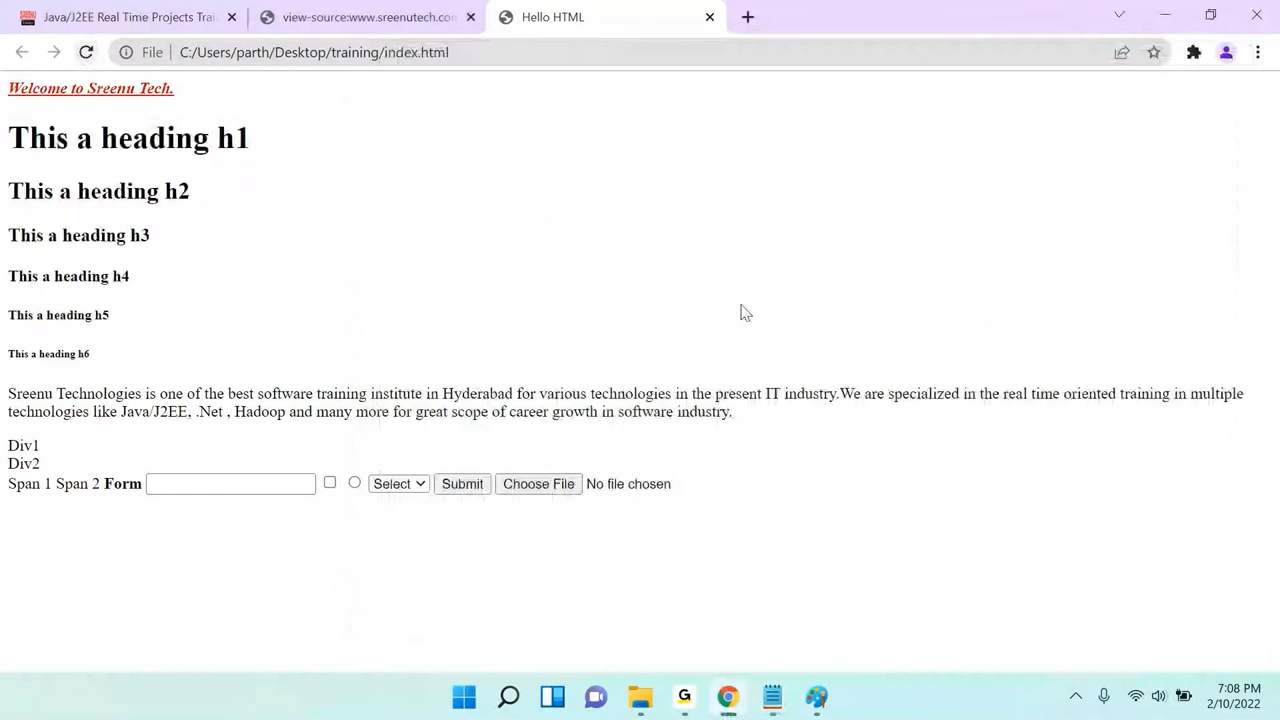 Java/J2EE Real Time Projects Trai
view-source:www.sreenutech.com
Hello HTML
File
C:/Users/parth/Desktop/training/index.html
Welcome to Sreenu Tech.
This a heading h1
This a heading h2
This a heading h3
This a heading h4
This a heading h5
This a heading h6
Sreenu Technologies is one of the best software training institute in Hyderabad for various technologies in the present IT industry.We are specialized in the real time oriented training in multiple
technologies like Java/J2EE, .Net , Hadoop and many more for great scope of career growth in software industry.
Div1
Div2
Span 1 Span 2 Form Select Submit Choose File No file chosen
G
7:08 PM
2/10/2022